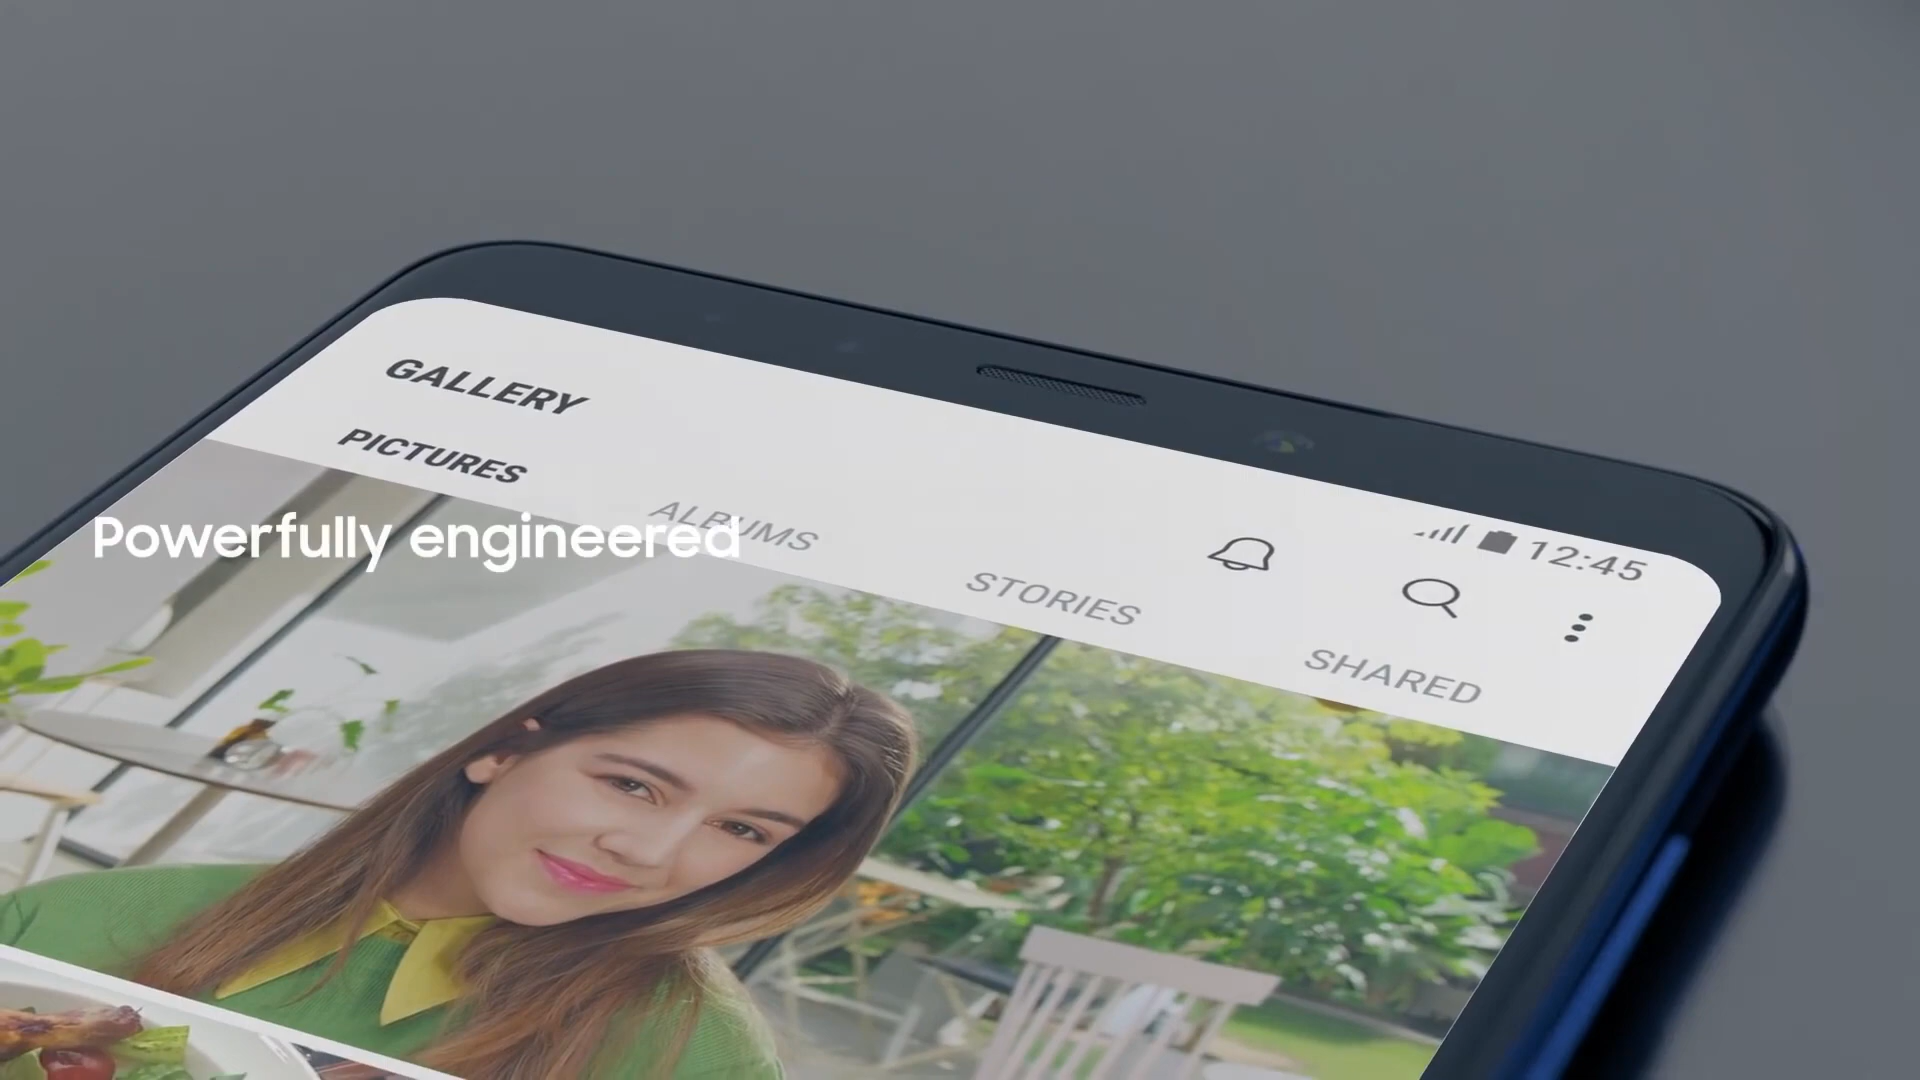 GALLERY
PICTURES
ALBUMS
STORIES
SHARED
12:45
Powerfully engineered